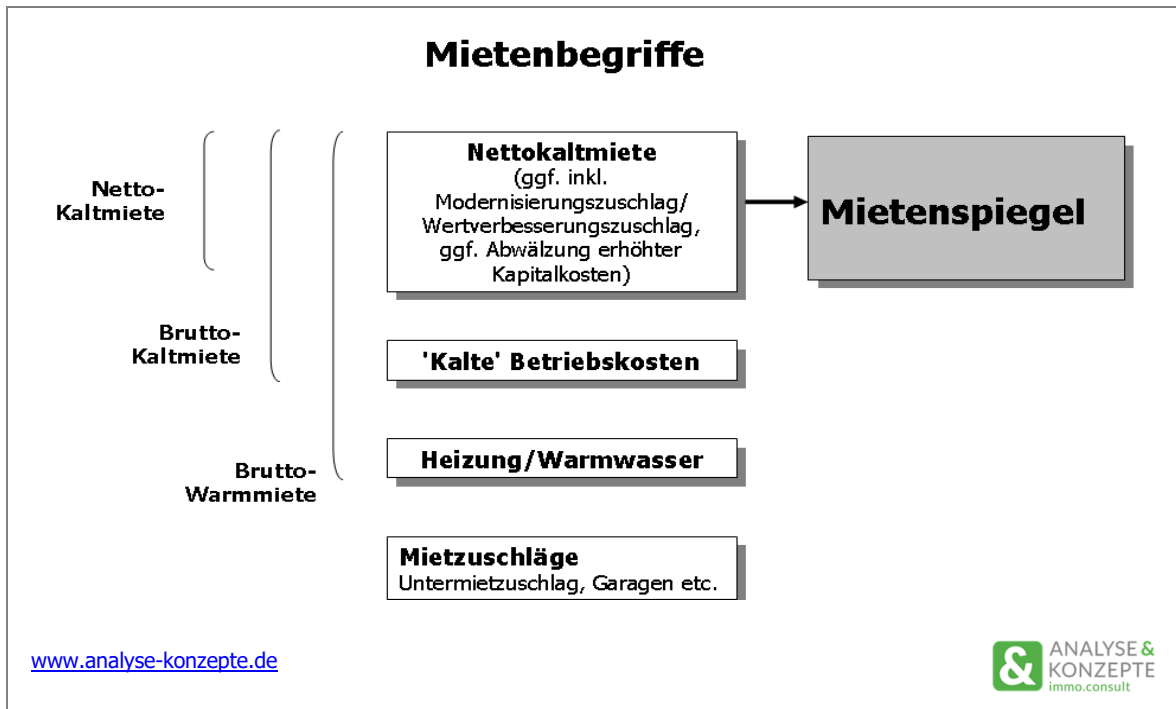 Mietenbegriffe
Netto-
Kaltmiete
Brutto-
Kaltmiete
Brutto-
Warmmiete
Nettokaltmiete
(ggf. inkl.
Modernisierungszuschlag/
Wertverbesserungszuschlag,
ggf. Abwälzung erhöhter
Kapitalkosten)
Mietenspiegel
'Kalte' Betriebskosten
Heizung/Warmwasser
Mietzuschläge
Untermietzuschlag, Garagen etc.
www.analyse-konzepte.de
& ANALYSE &
KONZEPTE
immo.consult